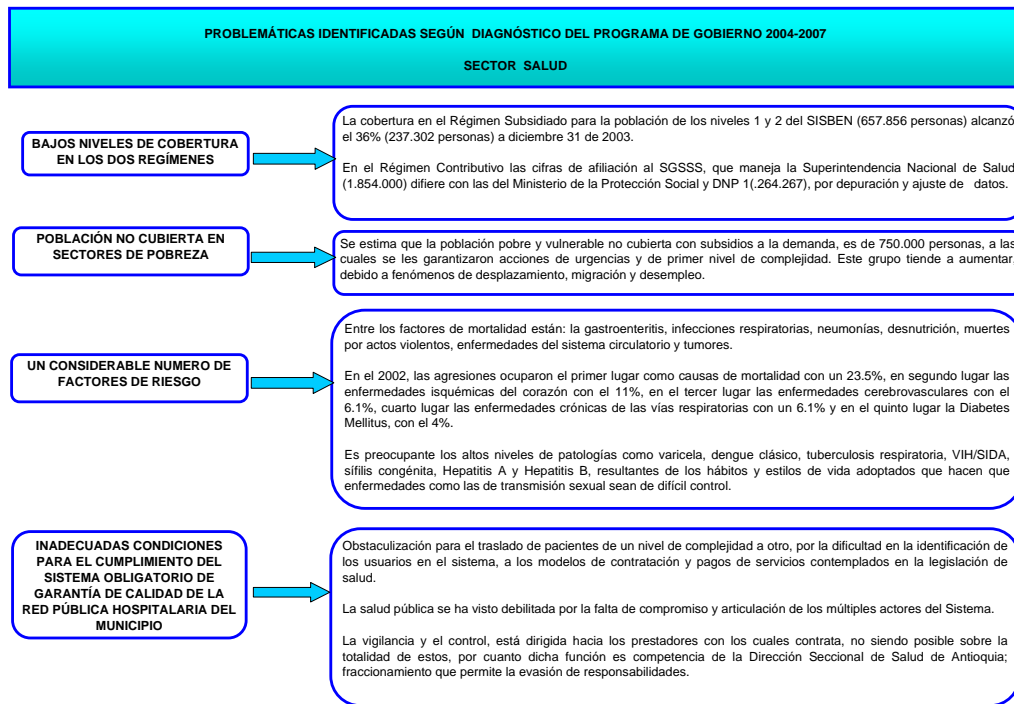 PROBLEMÁTICAS IDENTIFICADAS SEGÚN DIAGNÓSTICO DEL PROGRAMA DE GOBIERNO 2004-2007
SECTOR SALUD
BAJOS NIVELES DE COBERTURA
EN LOS DOS REGÍMENES
La cobertura en el Régimen Subsidiado para la población de los niveles 1 y 2 del SISBEN (657.856 personas) alcanzó
el 36% (237.302 personas) a diciembre 31 de 2003.
En el Régimen Contributivo las cifras de afiliación al SGSSS, que maneja la Superintendencia Nacional de Salud
(1.854.000) difiere con las del Ministerio de la Protección Social y DNP 1(.264.267), por depuración y ajuste de datos.
POBLACIÓN NO CUBIERTA EN
SECTORES DE POBREZA
Se estima que la población pobre y vulnerable no cubierta con subsidios a la demanda, es de 750.000 personas, a las
cuales se les garantizaron acciones de urgencias y de primer nivel de complejidad. Este grupo tiende a aumentar,
debido a fenómenos de desplazamiento, migración y desempleo.
UN CONSIDERABLE NUMERO DE
FACTORES DE RIESGO
Entre los factores de mortalidad están: la gastroenteritis, infecciones respiratorias, neumonías, desnutrición, muertes
por actos violentos, enfermedades del sistema circulatorio y tumores.
En el 2002, las agresiones ocuparon el primer lugar como causas de mortalidad con un 23.5%, en segundo lugar las
enfermedades isquémicas del corazón con el 11%, en el tercer lugar las enfermedades cerebrovasculares con el
6.1%, cuarto lugar las enfermedades crónicas de las vías respiratorias con un 6.1% y en el quinto lugar la Diabetes
Mellitus, con el 4%.
Es preocupante los altos niveles de patologías como varicela, dengue clásico, tuberculosis respiratoria, VIH/SIDA,
sífilis congénita, Hepatitis A y Hepatitis B, resultantes de los hábitos y estilos de vida adoptados que hacen que
enfermedades como las de transmisión sexual sean de difícil control.
INADECUADAS CONDICIONES
PARA EL CUMPLIMIENTO DEL
SISTEMA OBLIGATORIO DE
GARANTÍA DE CALIDAD DE LA
RED PÚBLICA HOSPITALARIA DEL
MUNICIPIO
Obstaculización para el traslado de pacientes de un nivel de complejidad a otro, por la dificultad en la identificación de
los usuarios en el sistema, a los modelos de contratación y pagos de servicios contemplados en la legislación de
salud.
La salud pública se ha visto debilitada por la falta de compromiso y articulación de los múltiples actores del Sistema.
La vigilancia y el control, está dirigida hacia los prestadores con los cuales contrata, no siendo posible sobre la
totalidad de estos, por cuanto dicha función es competencia de la Dirección Seccional de Salud de Antioquia;
fraccionamiento que permite la evasión de responsabilidades.